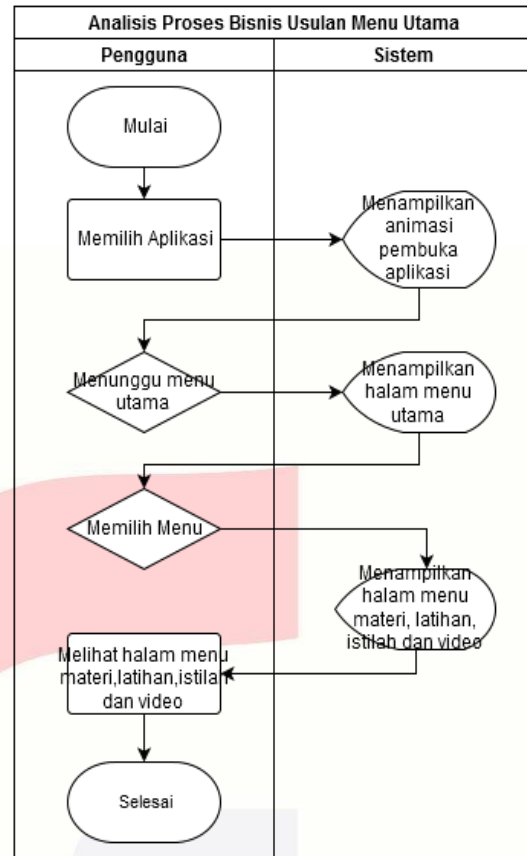 Analisis Proses Bisnis Usulan Menu Utama
Pengguna
Sistem
Mulai
Memilih Aplikasi
Menampilkan
animasi
pembuka
aplikasi
Menunggu menu
utama
Menampilkan
halam menu
utama
Memilih Menu
Menampilkan
halam menu
materi, latihan,
istilah dan video
Melihat halam menu
materi,latihan,istilah
dan video
Selesai